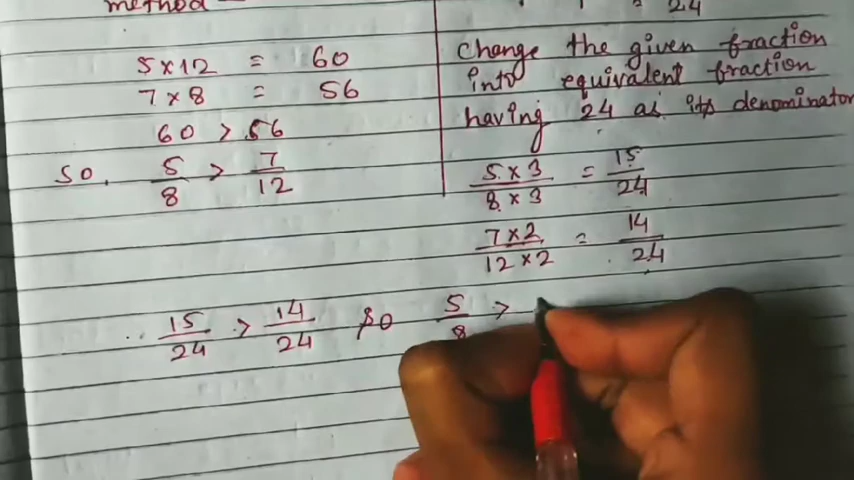 method
24
5 x 12 = 60
7 x 8 = 56
60 > 56
so, 5/8 > 7/12
Change the given fraction
into equivalent fraction
having 24 as its denominator
5 x 3 / 8 x 3 = 15/24
7 x 2 / 12 x 2 = 14/24
15/24 > 14/24 so 5/8 >